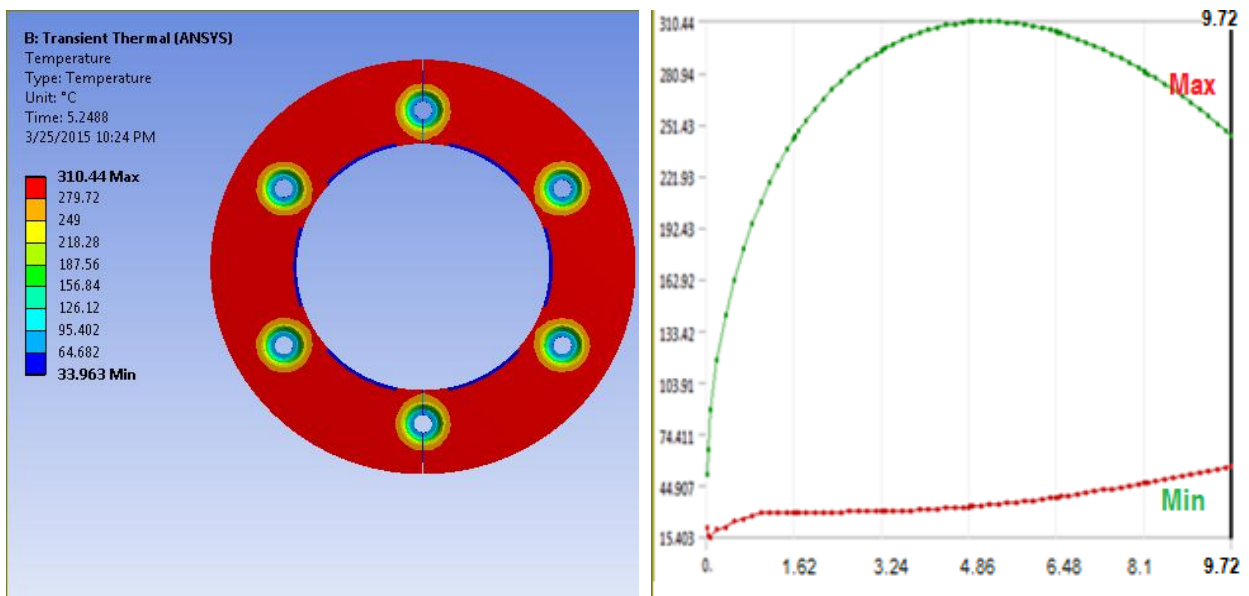 B: Transient Thermal (ANSYS)
Temperature
Type: Temperature
Unit: °C
Time: 5.2488
3/25/2015 10:24 PM
310.44 Max
279.72
249
218.28
187.56
156.84
126.12
95.402
64.682
33.963 Min
310.44
9.72
280.94
Max
251.43
221.93
192.43
162.92
133.42
103.91
74.411
44.907
Min
15.403
0. 1.62 3.24 4.86 6.48 8.1 9.72